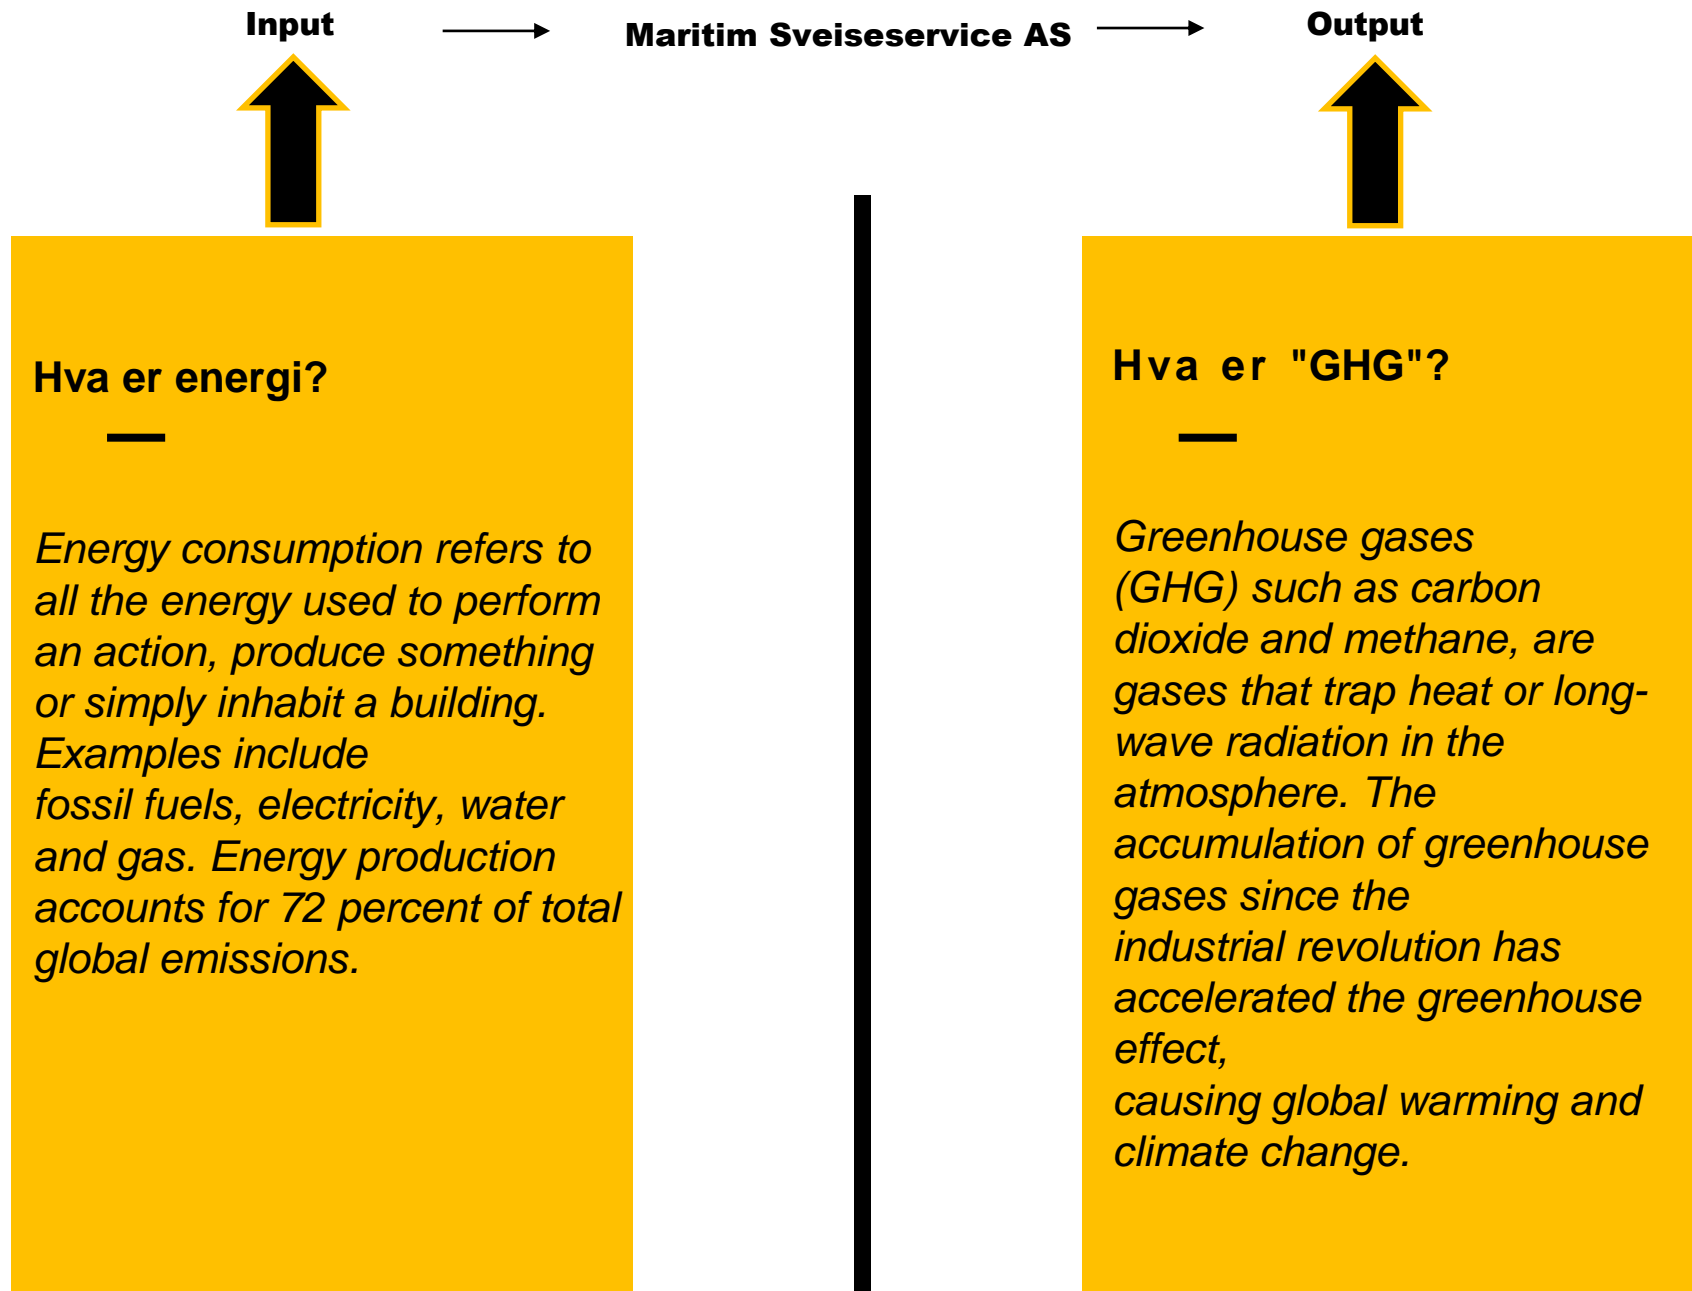 Input
Maritim Sveiseservice AS
Output
Hva er energi?
Energy consumption refers to
all the energy used to perform
an action, produce something
or simply inhabit a building.
Examples include
fossil fuels, electricity, water
and gas. Energy production
accounts for 72 percent of total
global emissions.
Hva er "GHG"?
Greenhouse gases
(GHG) such as carbon
dioxide and methane, are
gases that trap heat or long-
wave radiation in the
atmosphere. The
accumulation of greenhouse
gases since the
industrial revolution has
accelerated the greenhouse
effect,
causing global warming and
climate change.